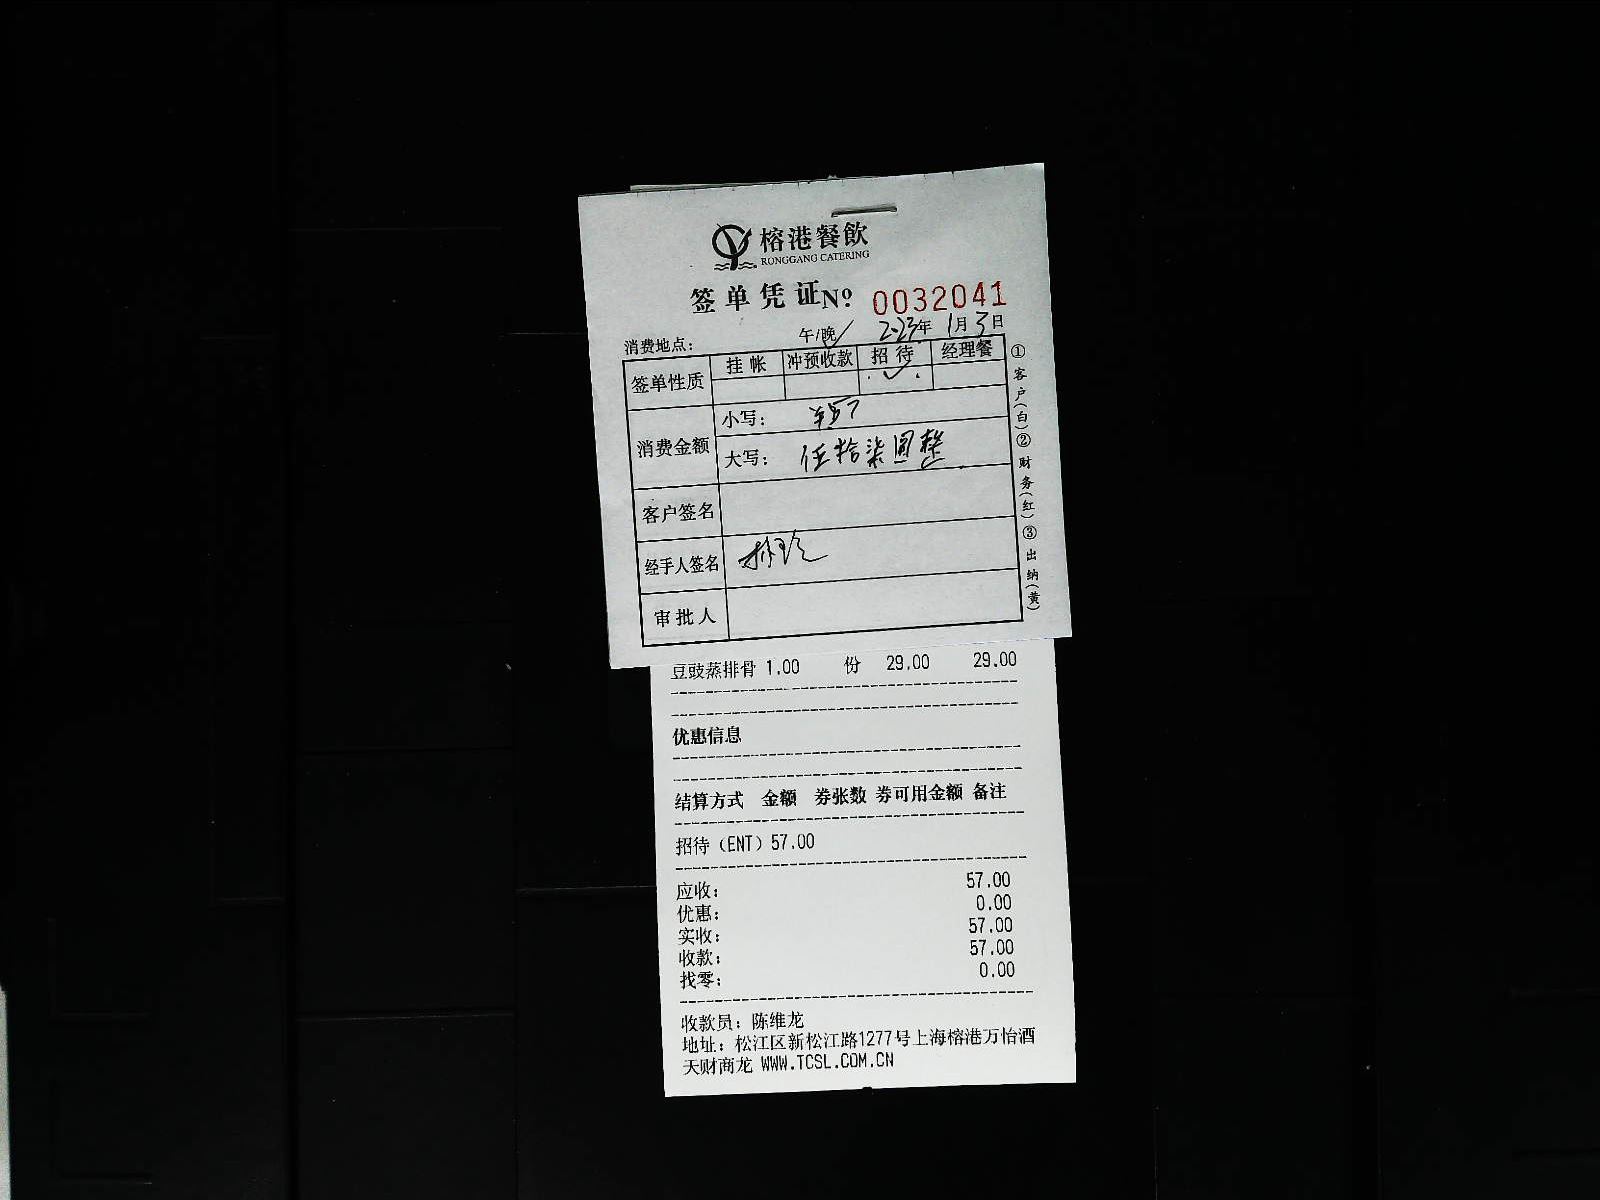 榕港餐飲
RONGGANG CATERING
签单凭证 Nº 0032041
消费地点: 午/晚✓ 2023年1月3日
签单性质 挂帐 冲预收款 招待 经理餐
✓
消费金额 小写: ¥57
大写: 伍拾柒圆整
客户签名
经手人签名
审批人
①客户(白)②财务(红)③出纳(黄)
豆豉蒸排骨 1.00 份 29.00 29.00
优惠信息
结算方式 金额 券张数 券可用金额 备注
招待(ENT)57.00
应收: 57.00
优惠: 0.00
实收: 57.00
收款: 57.00
找零: 0.00
收款员: 陈维龙
地址: 松江区新松江路1277号上海榕港万怡酒
天财商龙 WWW.TCSL.COM.CN